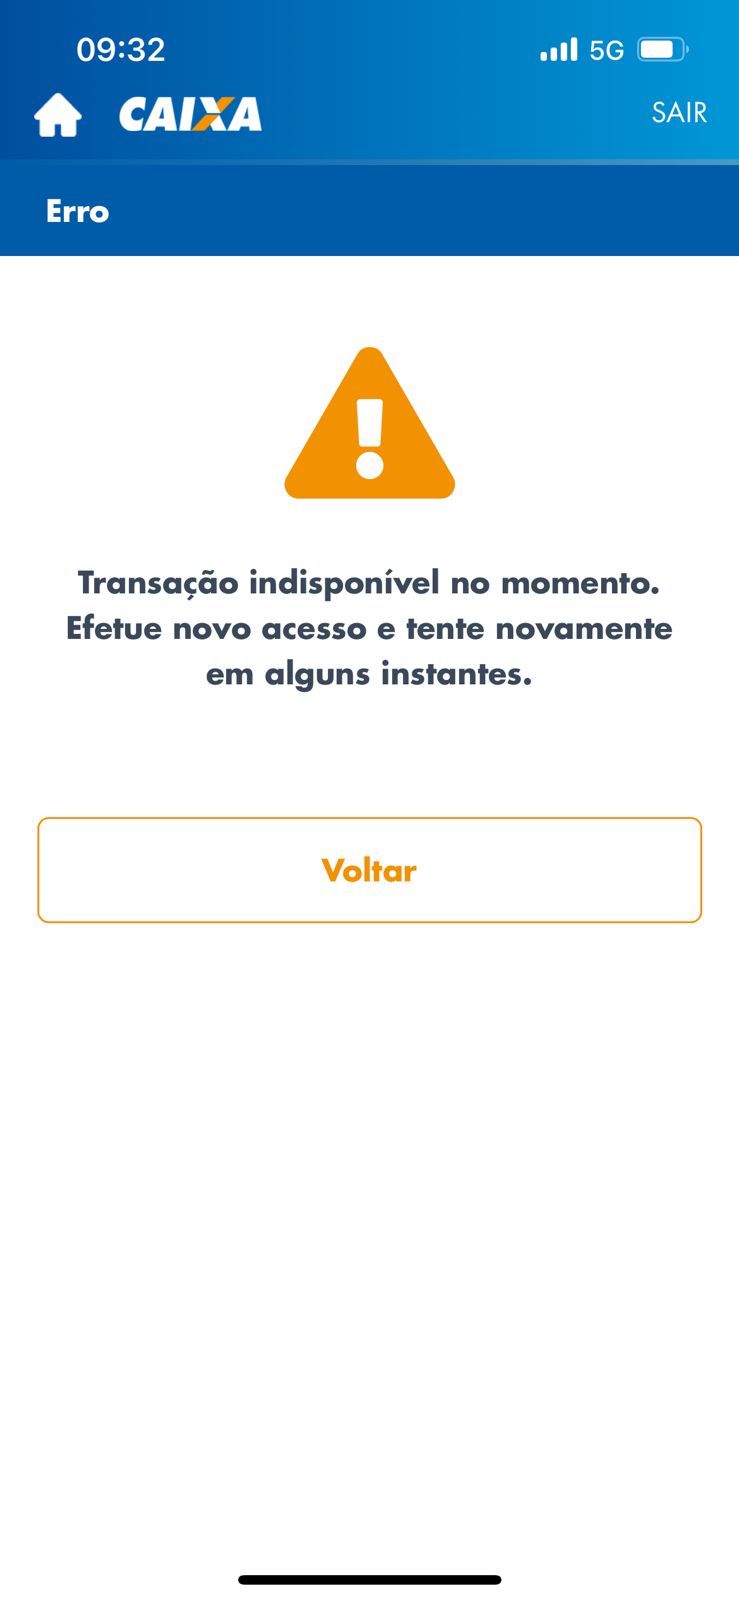 09:32
5G
CAIXA
SAIR
Erro
Transação indisponível no momento.
Efetue novo acesso e tente novamente
em alguns instantes.
Voltar